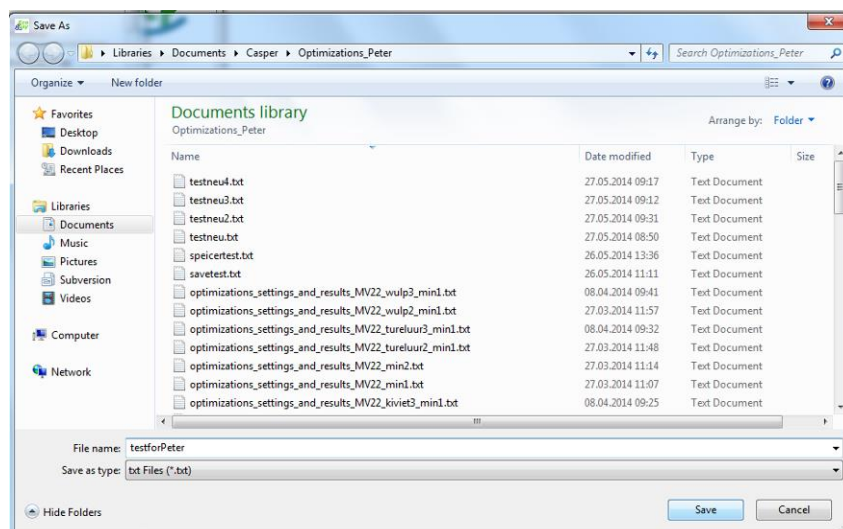 Save As
Libraries Documents Casper Optimizations_Peter Search Optimizations_Peter
Organize New folder
Favorites
Desktop
Downloads
Recent Places
Libraries
Documents
Music
Pictures
Subversion
Videos
Computer
Network
Documents library
Optimizations_Peter
Arrange by: Folder
Name Date modified Type Size
testneu4.txt 27.05.2014 09:17 Text Document
testneu3.txt 27.05.2014 09:12 Text Document
testneu2.txt 27.05.2014 09:31 Text Document
testneu.txt 27.05.2014 08:50 Text Document
speicertest.txt 26.05.2014 13:36 Text Document
savetest.txt 26.05.2014 11:11 Text Document
optimizations_settings_and_results_MV22_wulp3_min1.txt 08.04.2014 09:41 Text Document
optimizations_settings_and_results_MV22_wulp2_min1.txt 27.03.2014 11:57 Text Document
optimizations_settings_and_results_MV22_tureluur3_min1.txt 08.04.2014 09:32 Text Document
optimizations_settings_and_results_MV22_tureluur2_min1.txt 27.03.2014 11:48 Text Document
optimizations_settings_and_results_MV22_min2.txt 27.03.2014 11:14 Text Document
optimizations_settings_and_results_MV22_min1.txt 27.03.2014 11:07 Text Document
optimizations_settings_and_results_MV22_kiviet3_min1.txt 08.04.2014 09:25 Text Document
File name: testforPeter
Save as type: txt Files (*.txt)
Hide Folders Save Cancel